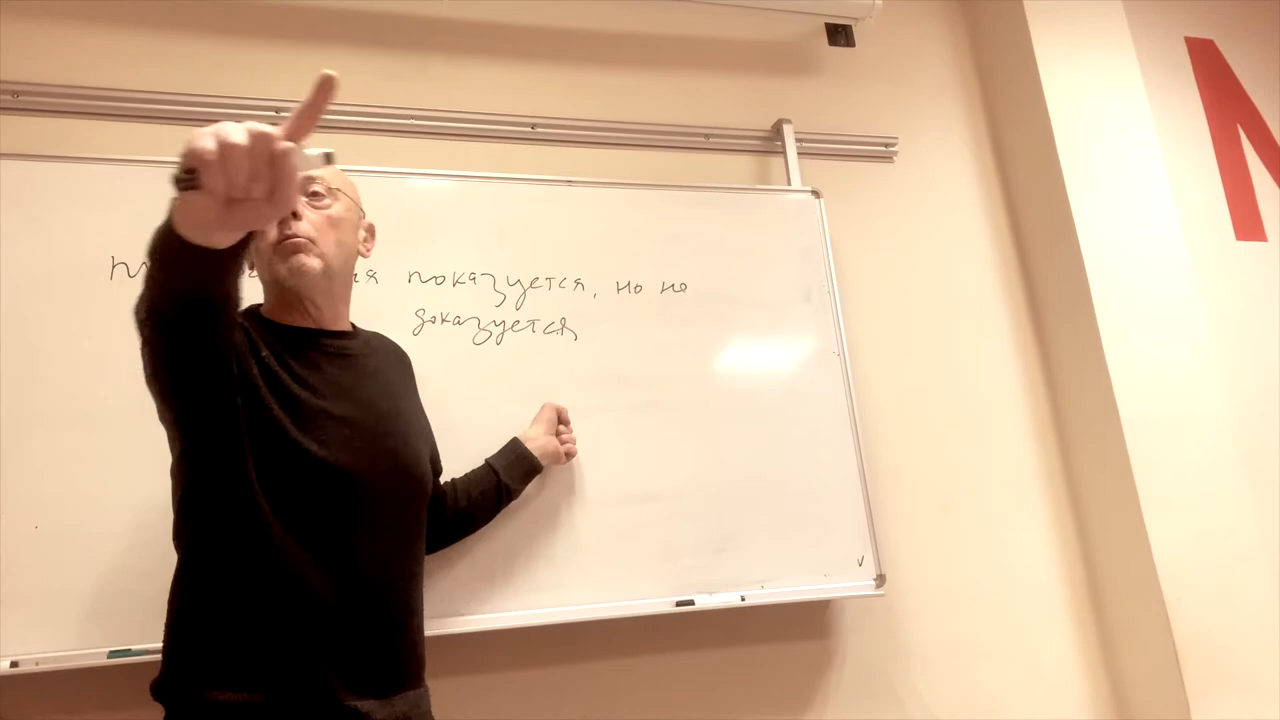 показуется, но не
доказуется